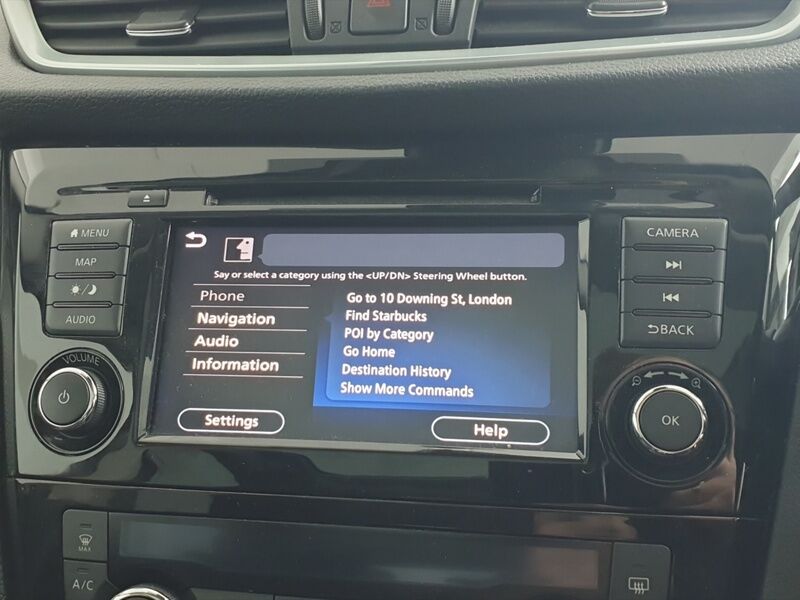 MENU
MAP
AUDIO
VOLUME
Say or select a category using the <UP/DN> Steering Wheel button.
Phone
Navigation
Audio
Information
Go to 10 Downing St, London
Find Starbucks
POI by Category
Go Home
Destination History
Show More Commands
Settings
Help
CAMERA
BACK
OK
MAX
A/C